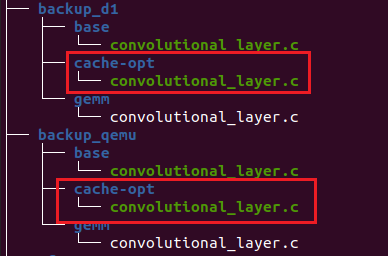 backup_d1
base
convolutional_layer.c
cache-opt
convolutional_layer.c
gemm
convolutional_layer.c
backup_qemu
base
convolutional_layer.c
cache-opt
convolutional_layer.c
gemm
convolutional_layer.c